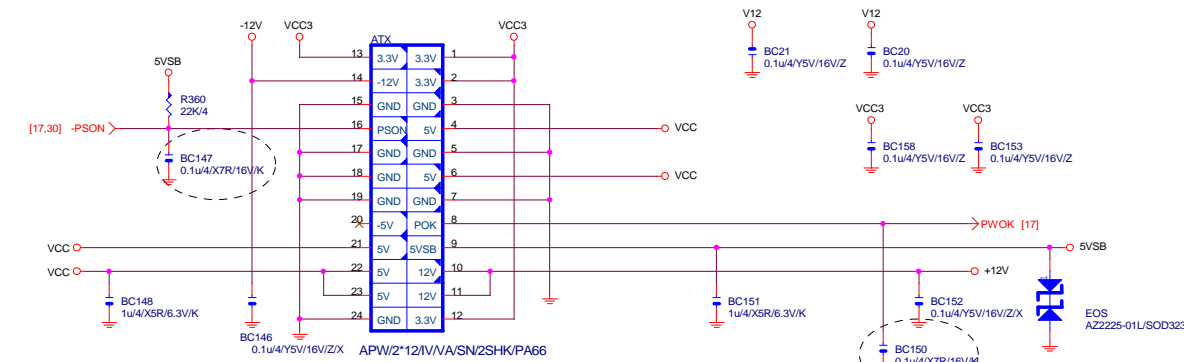 -12V VCC3 ATX VCC3 V12 V12
5VSB
BC21
0.1u/4/Y5V/16V/Z
BC20
0.1u/4/Y5V/16V/Z
R360
22K/4
[17,30] -PSON
BC147
0.1u/4/X7R/16V/K
13 3.3V 3.3V 1
14 -12V 3.3V 2
15 GND GND 3
16 PSON 5V 4 VCC
17 GND GND 5
18 GND 5V 6 VCC
19 GND GND 7
20 -5V POK 8 PWOK [17]
VCC 21 5V 5VSB 9 5VSB
VCC 22 5V 12V 10 +12V
23 5V 12V 11
24 GND 3.3V 12
VCC3 VCC3
BC158
0.1u/4/Y5V/16V/Z
BC153
0.1u/4/Y5V/16V/Z
BC148
1u/4/X5R/6.3V/K
BC146
0.1u/4/Y5V/16V/Z/X
APW/2*12/IV/VA/SN/2SHK/PA66
BC151
1u/4/X5R/6.3V/K
BC152
0.1u/4/Y5V/16V/Z/X
EOS
AZ2225-01L/SOD323
BC150